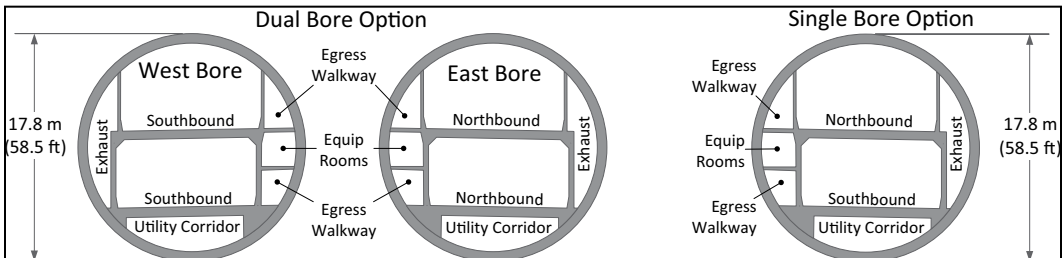 Dual Bore Option
Single Bore Option
17.8 m
(58.5 ft)
West Bore
Exhaust
Southbound
Southbound
Utility Corridor
Egress
Walkway
Equip
Rooms
Egress
Walkway
East Bore
Northbound
Northbound
Utility Corridor
Exhaust
Egress
Walkway
Equip
Rooms
Egress
Walkway
Northbound
Southbound
Utility Corridor
Exhaust
17.8 m
(58.5 ft)